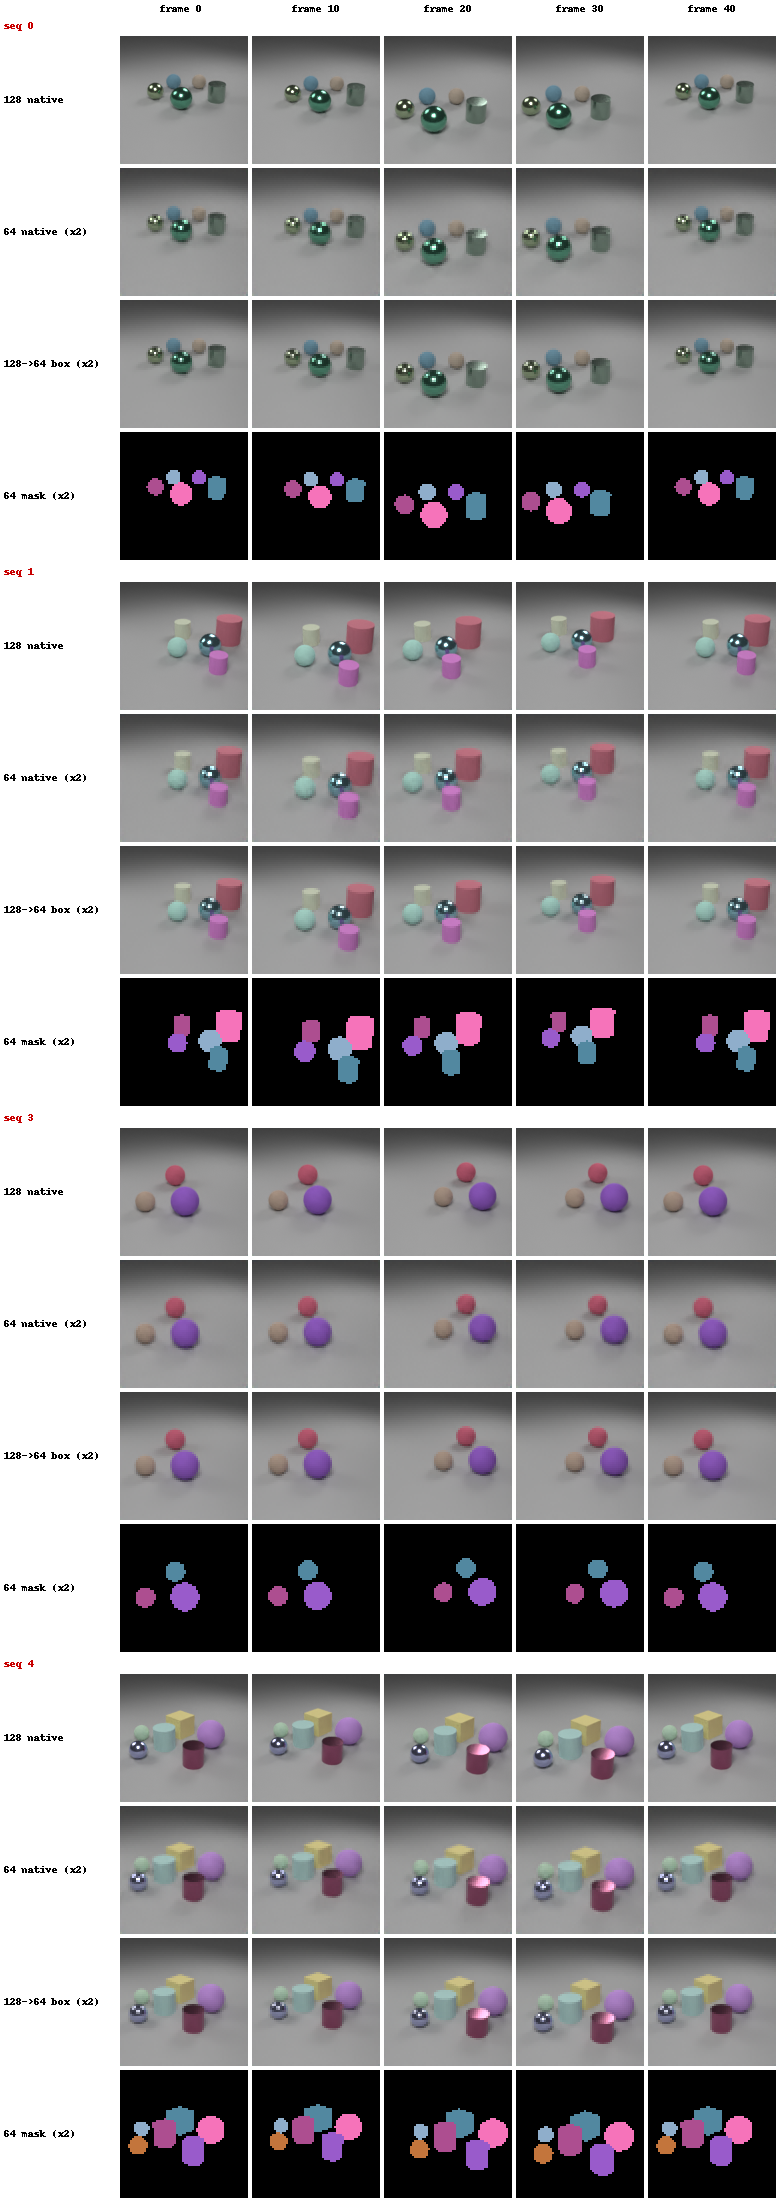 frame 0 frame 10 frame 20 frame 30 frame 40
seq 0
128 native
64 native (x2)
128->64 box (x2)
64 mask (x2)
seq 1
128 native
64 native (x2)
128->64 box (x2)
64 mask (x2)
seq 3
128 native
64 native (x2)
128->64 box (x2)
64 mask (x2)
seq 4
128 native
64 native (x2)
128->64 box (x2)
64 mask (x2)